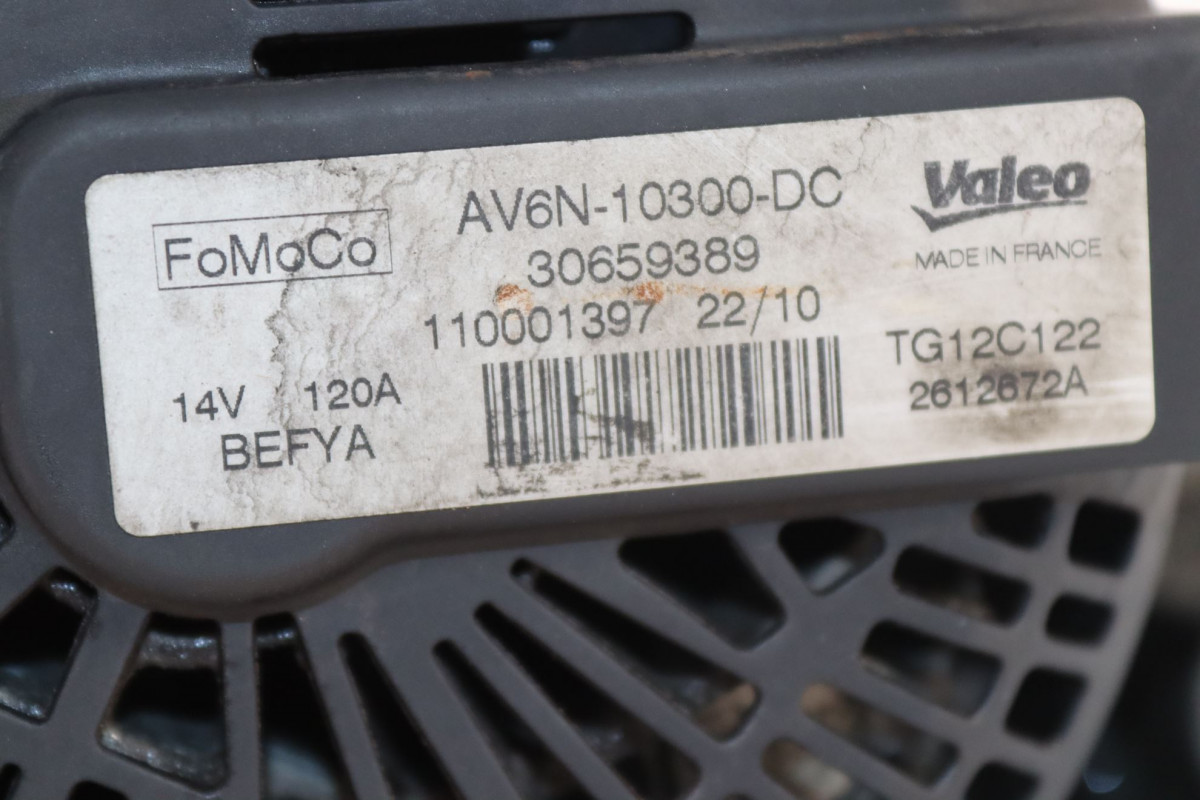 FoMoCo
14V 120A
BEFYA
AV6N-10300-DC
30659389
110001397 22/10
Valeo
MADE IN FRANCE
TG12C122
2612672A